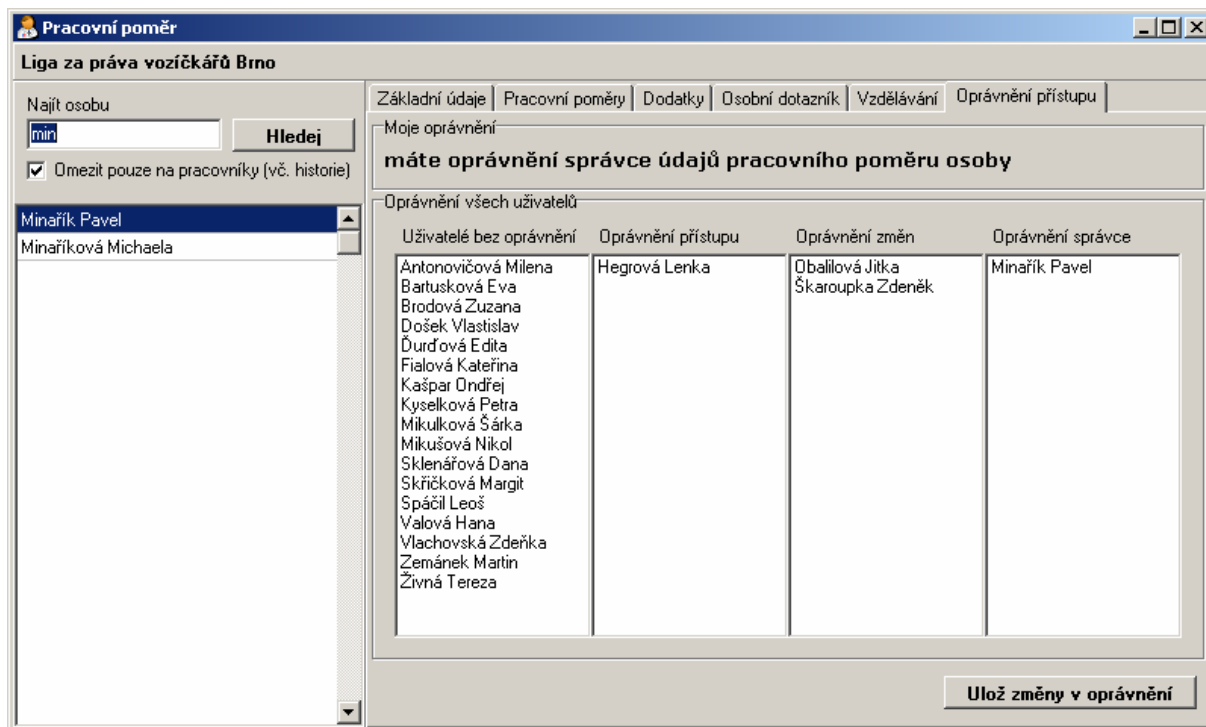 Pracovní poměr
Liga za práva vozíčkářů Brno
Najít osobu
min
Hledej
Omezit pouze na pracovníky (vč. historie)
Minařík Pavel
Minaříková Michaela
Základní údaje Pracovní poměry Dodatky Osobní dotazník Vzdělávání Oprávnění přístupu
Moje oprávnění
máte oprávnění správce údajů pracovního poměru osoby
Oprávnění všech uživatelů
Uživatelé bez oprávnění
Antonovičová Milena
Bartusková Eva
Brodová Zuzana
Došek Vlastislav
Ďurďová Edita
Fialová Kateřina
Kašpar Ondřej
Kyselková Petra
Mikulková Šárka
Mikušová Nikol
Sklenářová Dana
Skřičková Margit
Spáčil Leoš
Valová Hana
Vlachovská Zdeňka
Zemánek Martin
Živná Tereza
Oprávnění přístupu
Hegrová Lenka
Oprávnění změn
Obalilová Jitka
Škaroupka Zdeněk
Oprávnění správce
Minařík Pavel
Ulož změny v oprávnění